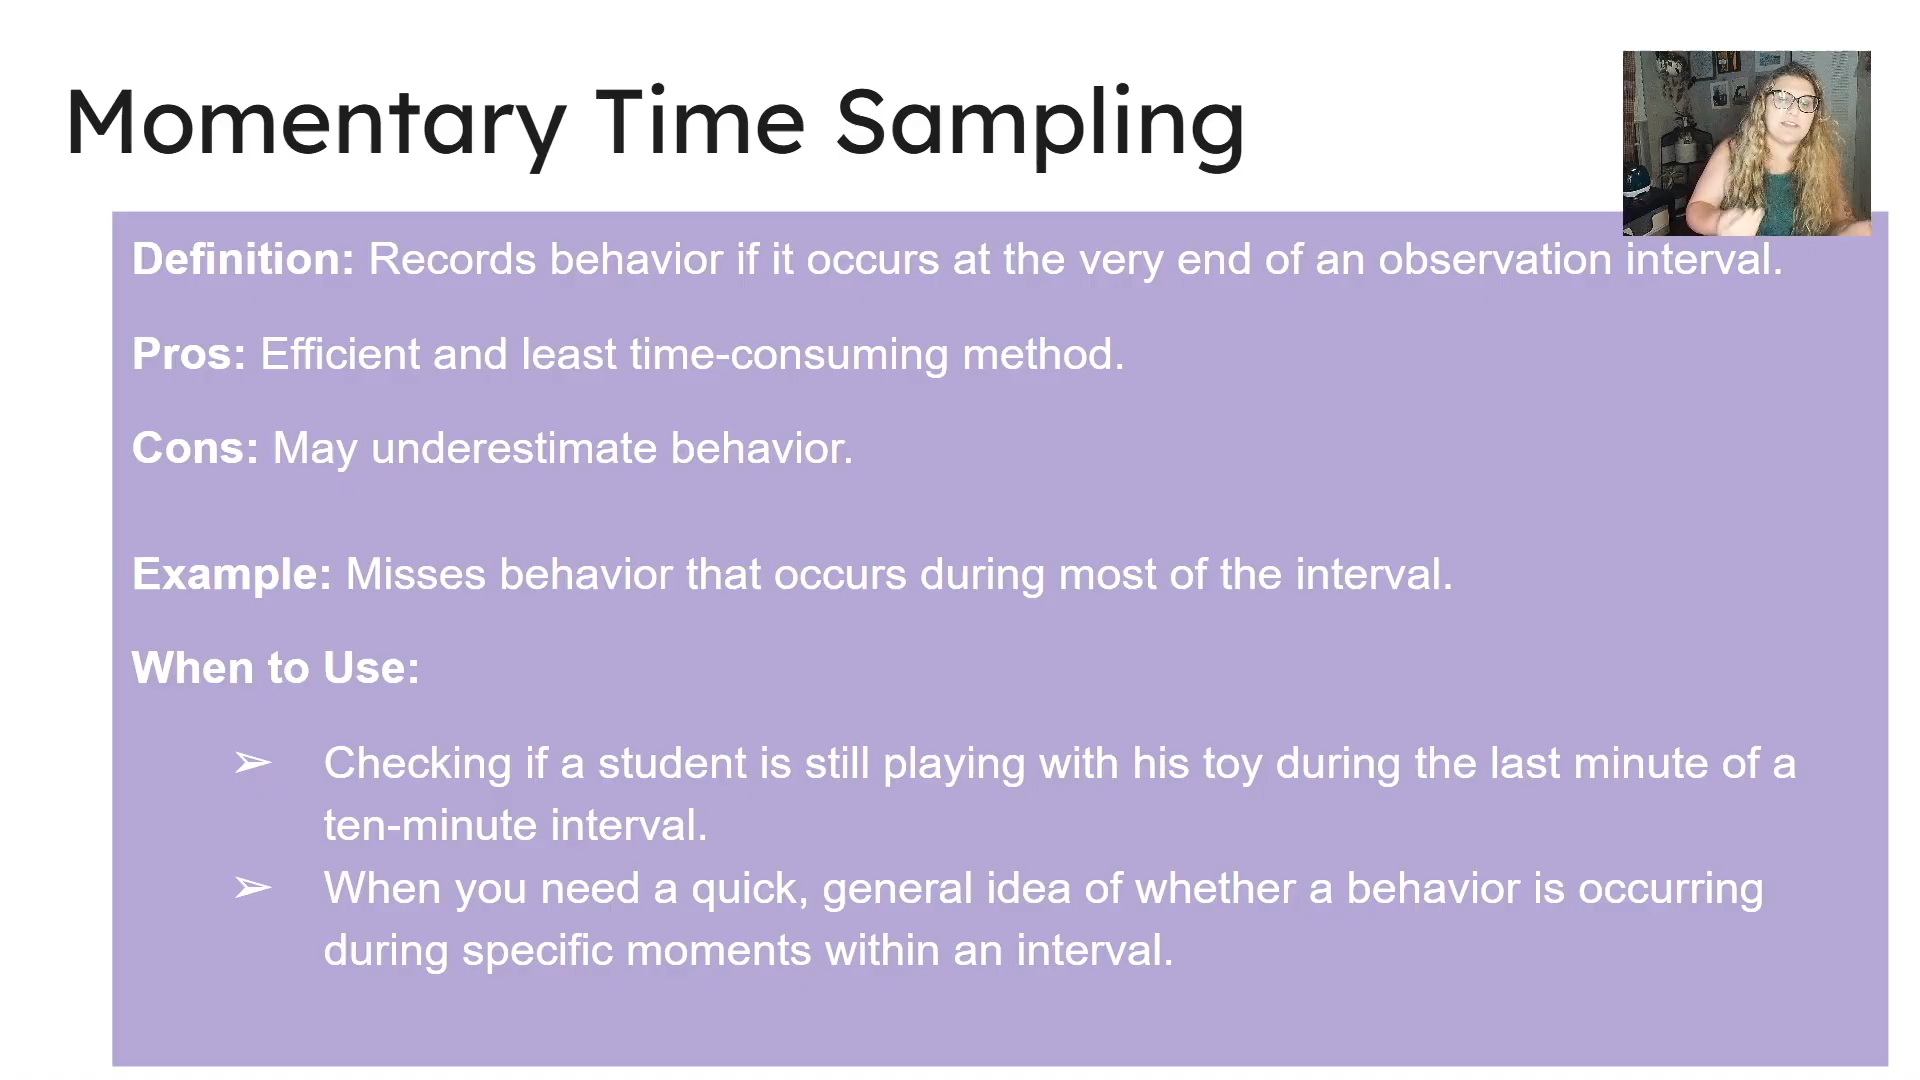 Momentary Time Sampling
Definition: Records behavior if it occurs at the very end of an observation interval.
Pros: Efficient and least time-consuming method.
Cons: May underestimate behavior.
Example: Misses behavior that occurs during most of the interval.
When to Use:
➢ Checking if a student is still playing with his toy during the last minute of a
ten-minute interval.
➢ When you need a quick, general idea of whether a behavior is occurring
during specific moments within an interval.